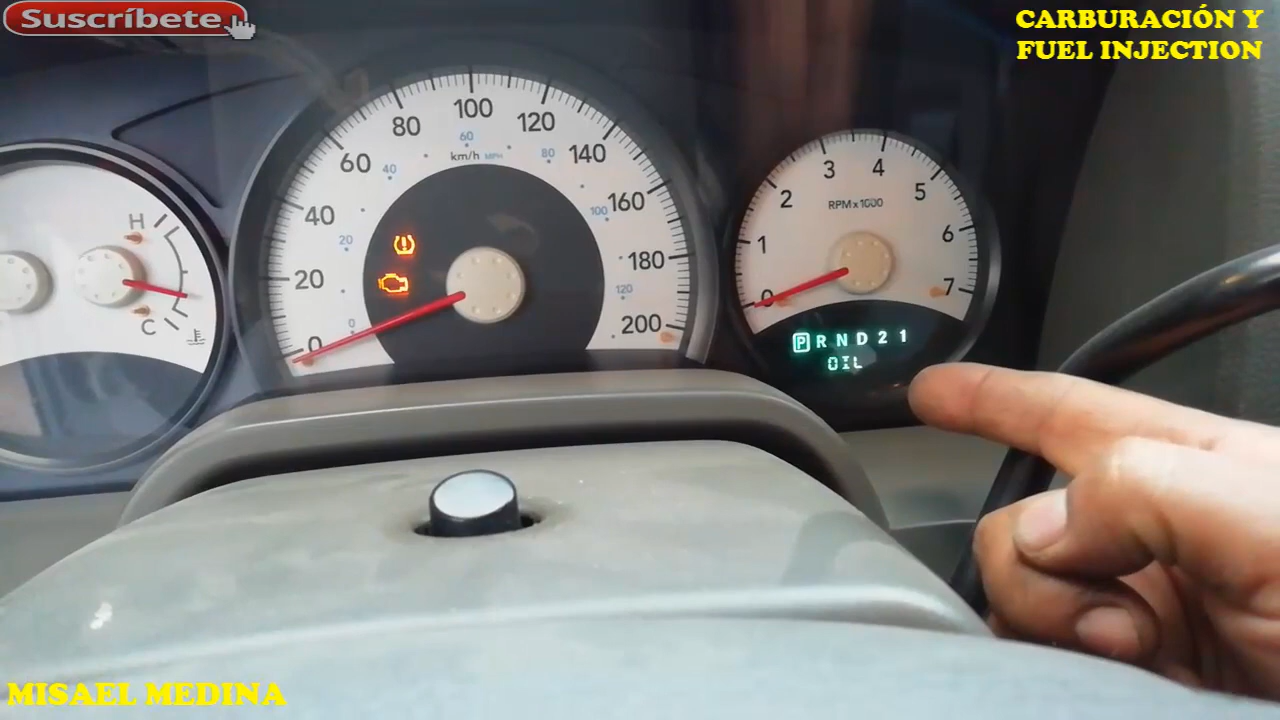 Suscríbete
CARBURACIÓN Y
FUEL INJECTION
H
C
0
20
40
60
80
100
120
140
160
180
200
km/h MPH
0
20
40
60
80
100
120
0
1
2
3
4
5
6
7
RPM x 1000
P R N D 2 1
OIL
MISAEL MEDINA